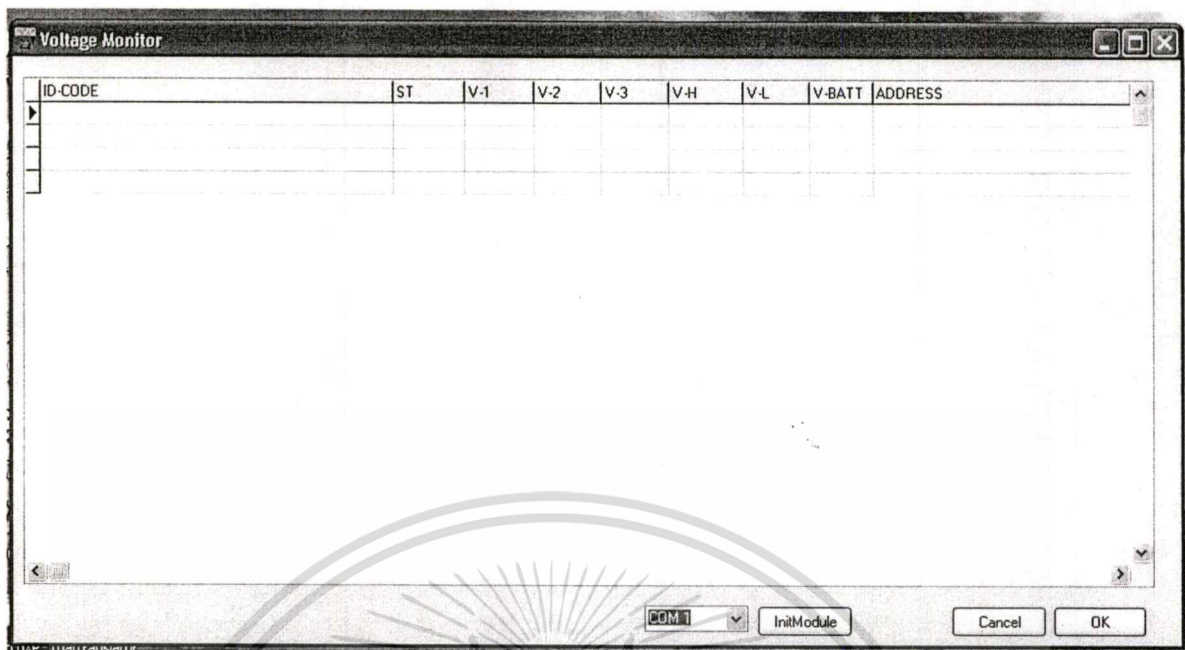 Voltage Monitor
ID-CODE ST V-1 V-2 V-3 V-H V-L V-BATT ADDRESS
COM 1 InitModule Cancel OK